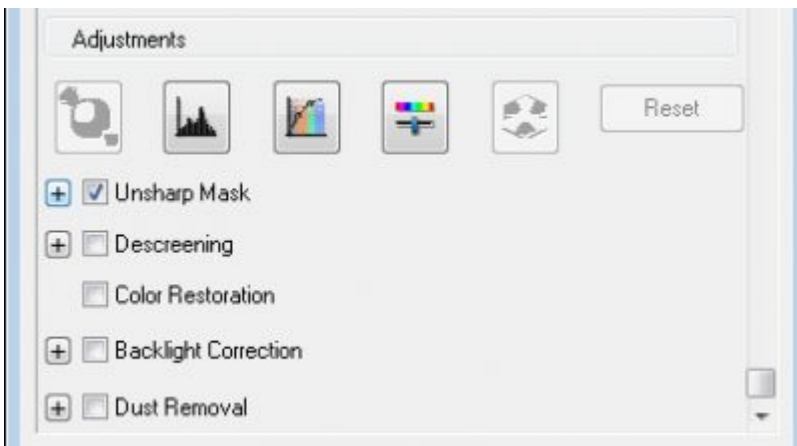 Adjustments
Reset
Unsharp Mask
Descreening
Color Restoration
Backlight Correction
Dust Removal